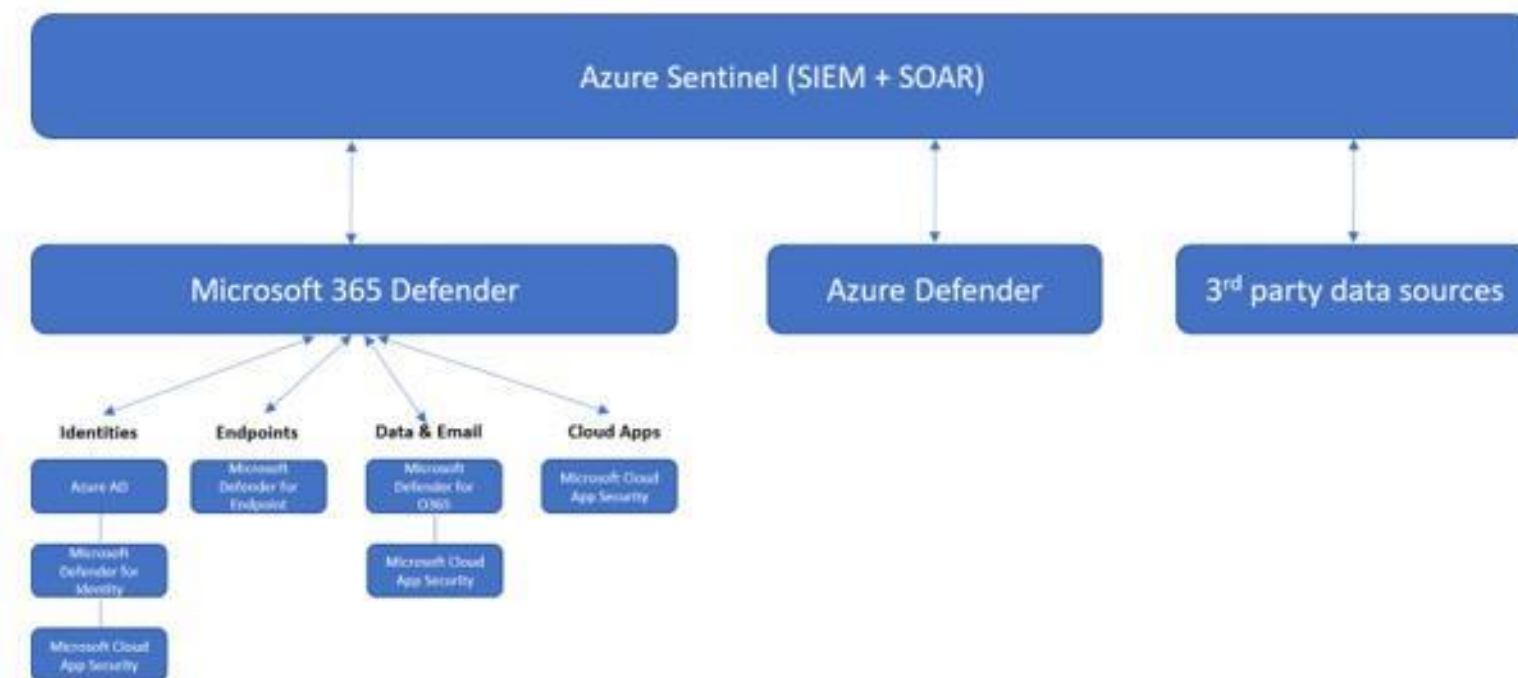 Azure Sentinel (SIEM + SOAR)
Microsoft 365 Defender
Azure Defender
3rd party data sources
Identities
Endpoints
Data & Email
Cloud Apps
Azure AD
Microsoft
Defender for
Identity
Microsoft Cloud
App Security
Microsoft
Defender for
Endpoint
Microsoft
Defender for
O365
Microsoft Cloud
App Security
Microsoft Cloud
App Security